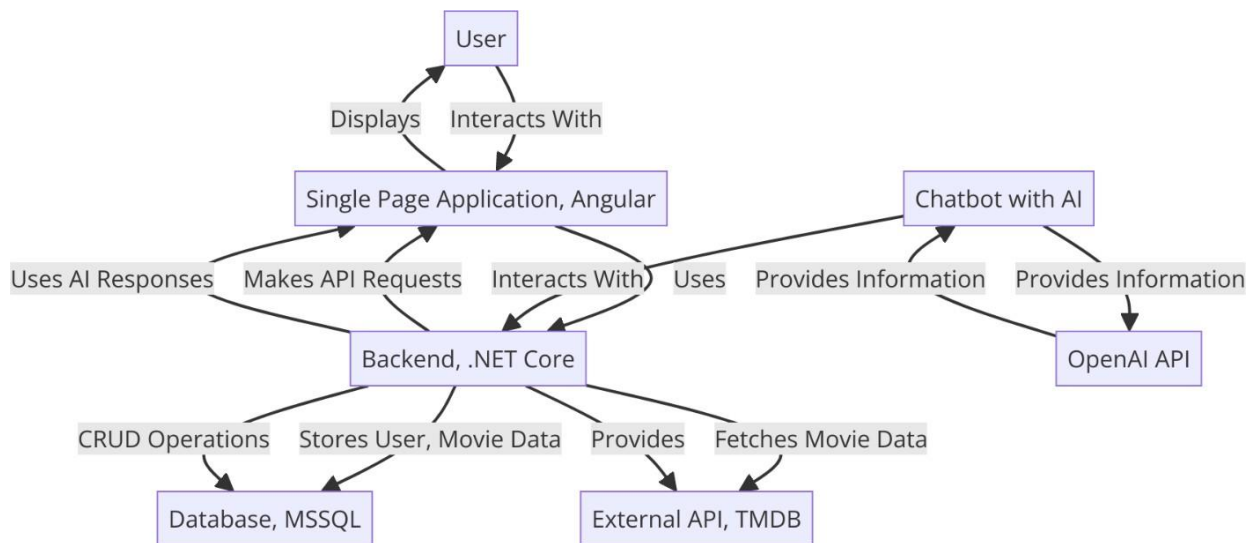 User
Displays
Interacts With
Single Page Application, Angular
Chatbot with AI
Uses AI Responses
Makes API Requests
Interacts With
Uses
Provides Information
Provides Information
Backend, .NET Core
OpenAI API
CRUD Operations
Stores User, Movie Data
Provides
Fetches Movie Data
Database, MSSQL
External API, TMDB